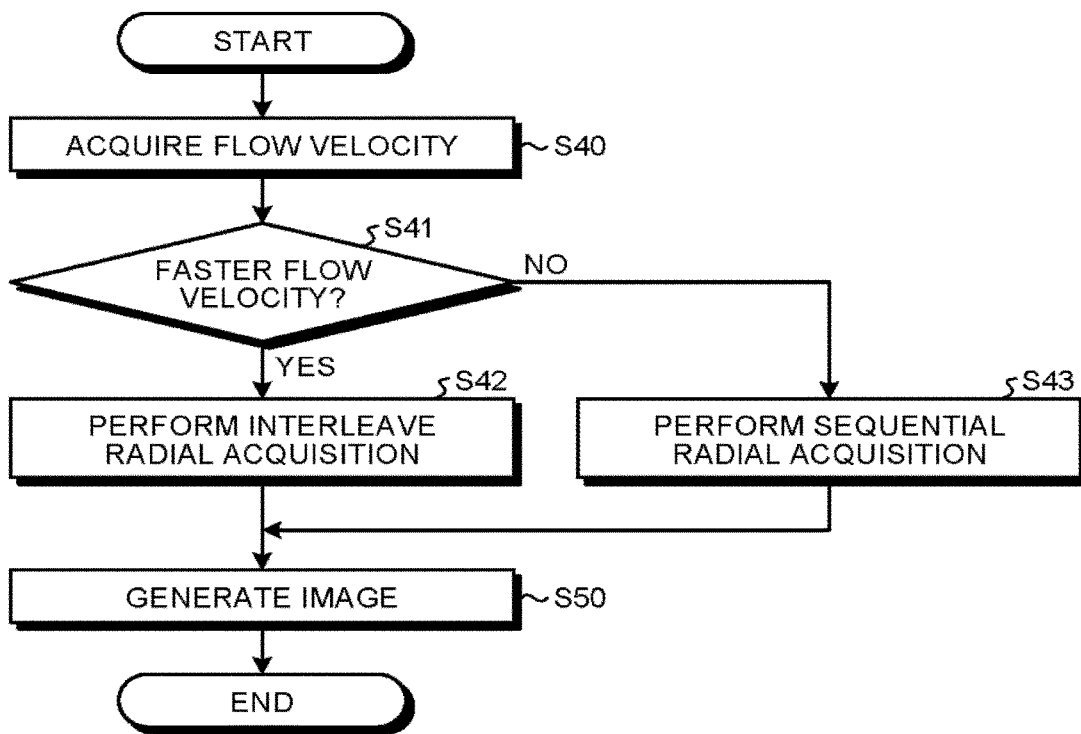 START
ACQUIRE FLOW VELOCITY
S40
S41
FASTER FLOW
VELOCITY?
NO
YES
S42
PERFORM INTERLEAVE
RADIAL ACQUISITION
S43
PERFORM SEQUENTIAL
RADIAL ACQUISITION
GENERATE IMAGE
S50
END